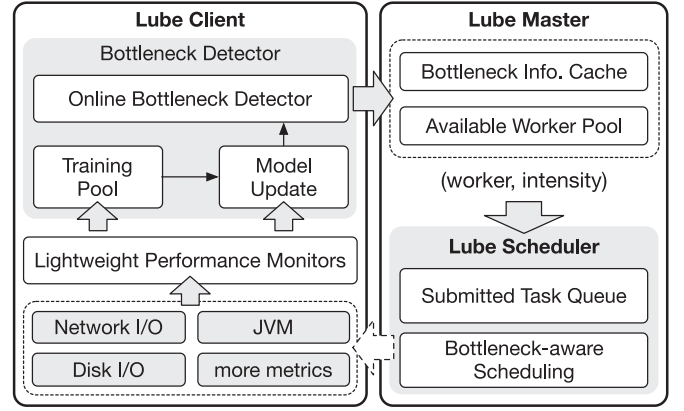 Lube Client
Bottleneck Detector
Online Bottleneck Detector
Training
Pool
Model
Update
Lightweight Performance Monitors
Network I/O
JVM
Disk I/O
more metrics
Lube Master
Bottleneck Info. Cache
Available Worker Pool
(worker, intensity)
Lube Scheduler
Submitted Task Queue
Bottleneck-aware
Scheduling